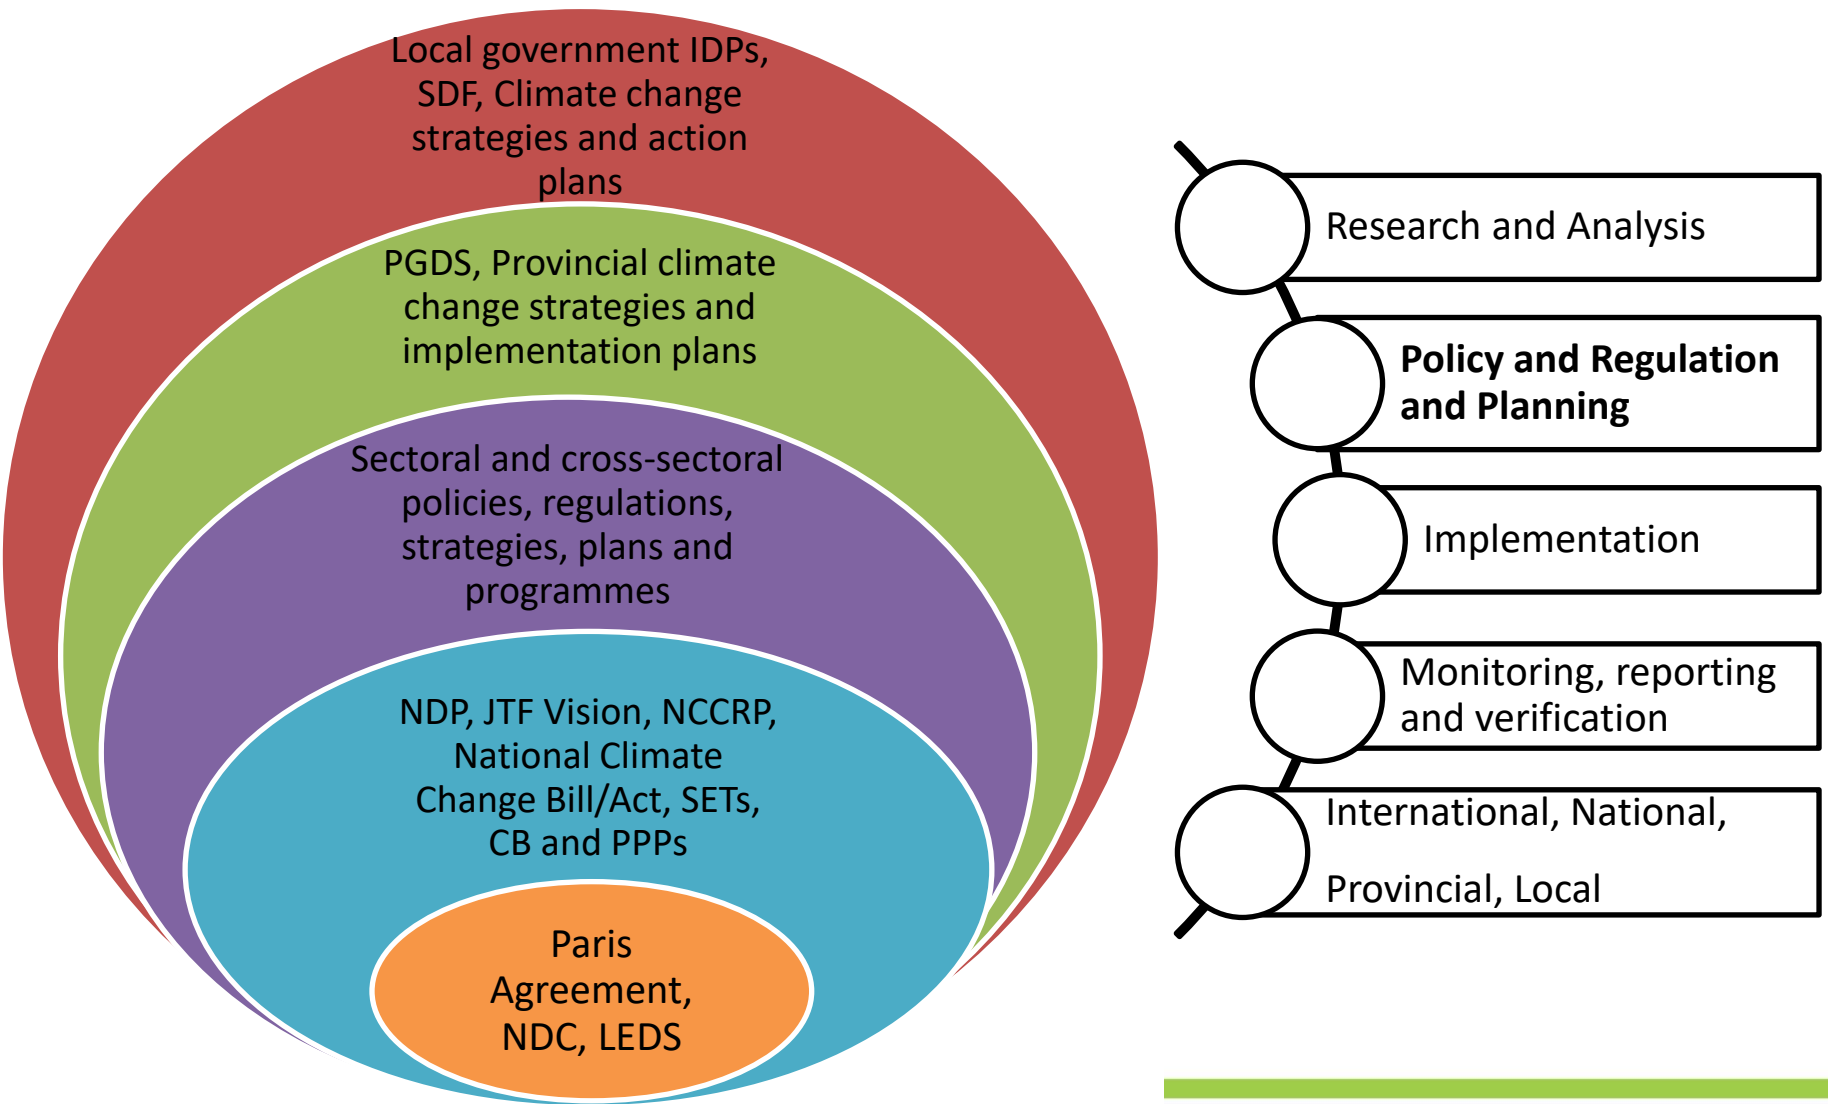 Local government IDPs,
SDF, Climate change
strategies and action
plans
PGDS, Provincial climate
change strategies and
implementation plans
Sectoral and cross-sectoral
policies, regulations,
strategies, plans and
programmes
NDP, JTF Vision, NCCRP,
National Climate
Change Bill/Act, SETs,
CB and PPPs
Paris
Agreement,
NDC, LEDS
Research and Analysis
Policy and Regulation
and Planning
Implementation
Monitoring, reporting
and verification
International, National,
Provincial, Local